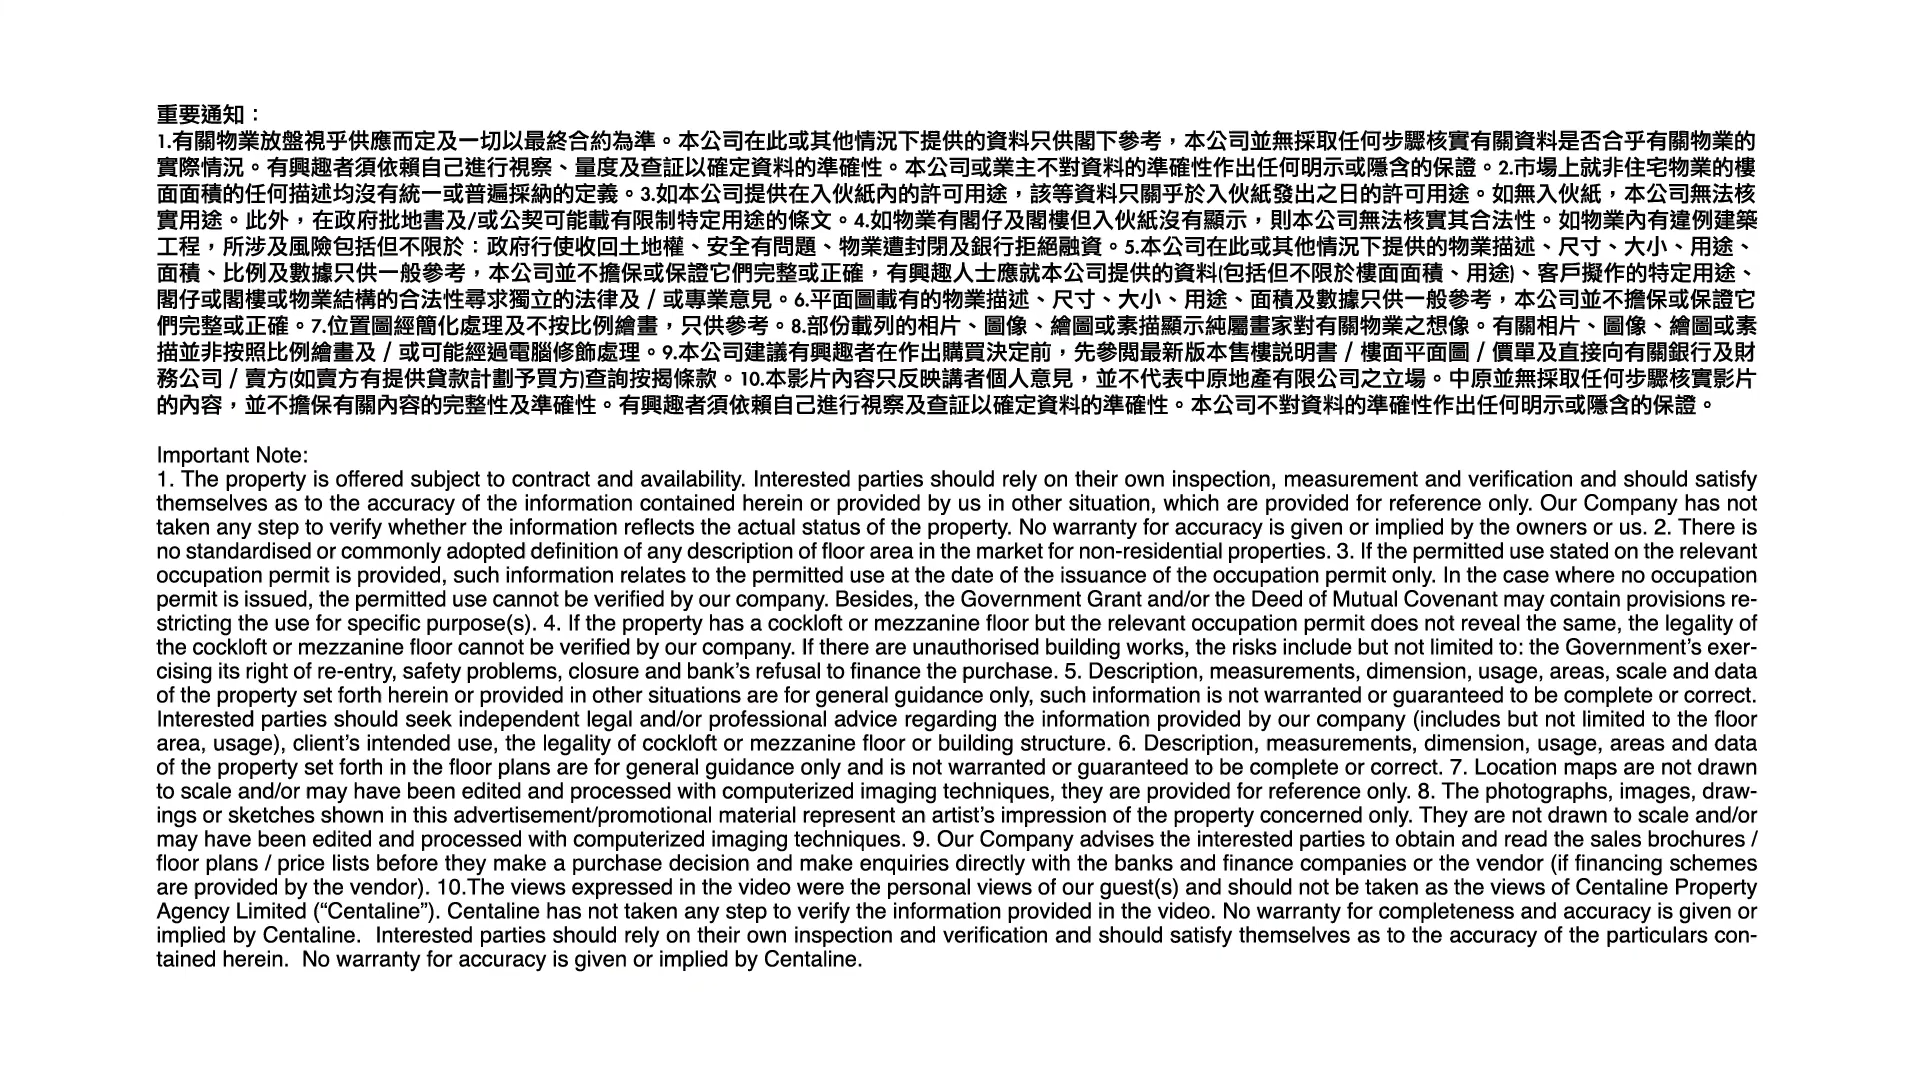 重要通知：
1.有關物業放盤視乎供應而定及一切以最終合約為準。本公司在此或其他情況下提供的資料只供閣下參考，本公司並無採取任何步驟核實有關資料是否合乎有關物業的
實際情況。有興趣者須依賴自己進行視察、量度及查証以確定資料的準確性。本公司或業主不對資料的準確性作出任何明示或隱含的保證。2.市場上就非住宅物業的樓
面面積的任何描述均沒有統一或普遍採納的定義。3.如本公司提供在入伙紙內的許可用途，該等資料只關乎於入伙紙發出之日的許可用途。如無入伙紙，本公司無法核
實用途。此外，在政府批地書及/或公契可能載有限制特定用途的條文。4.如物業有閣仔及閣樓但入伙紙沒有顯示，則本公司無法核實其合法性。如物業內有違例建築
工程，所涉及風險包括但不限於：政府行使收回土地權、安全有問題、物業遭封閉及銀行拒絕融資。5.本公司在此或其他情況下提供的物業描述、尺寸、大小、用途、
面積、比例及數據只供一般參考，本公司並不擔保或保證它們完整或正確，有興趣人士應就本公司提供的資料(包括但不限於樓面面積、用途)、客戶擬作的特定用途、
閣仔或閣樓或物業結構的合法性尋求獨立的法律及 / 或專業意見。6.平面圖載有的物業描述、尺寸、大小、用途、面積及數據只供一般參考，本公司並不擔保或保證它
們完整或正確。7.位置圖經簡化處理及不按比例繪畫，只供參考。8.部份載列的相片、圖像、繪圖或素描顯示純屬畫家對有關物業之想像。有關相片、圖像、繪圖或素
描並非按照比例繪畫及 / 或可能經過電腦修飾處理。9.本公司建議有興趣者在作出購買決定前，先參閱最新版本售樓説明書 / 樓面平面圖 / 價單及直接向有關銀行及財
務公司 / 賣方(如賣方有提供貸款計劃予買方)查詢按揭條款。10.本影片內容只反映講者個人意見，並不代表中原地產有限公司之立場。中原並無採取任何步驟核實影片
的內容，並不擔保有關內容的完整性及準確性。有興趣者須依賴自己進行視察及查証以確定資料的準確性。本公司不對資料的準確性作出任何明示或隱含的保證。
Important Note:
1. The property is offered subject to contract and availability. Interested parties should rely on their own inspection, measurement and verification and should satisfy
themselves as to the accuracy of the information contained herein or provided by us in other situation, which are provided for reference only. Our Company has not
taken any step to verify whether the information reflects the actual status of the property. No warranty for accuracy is given or implied by the owners or us. 2. There is
no standardised or commonly adopted definition of any description of floor area in the market for non-residential properties. 3. If the permitted use stated on the relevant
occupation permit is provided, such information relates to the permitted use at the date of the issuance of the occupation permit only. In the case where no occupation
permit is issued, the permitted use cannot be verified by our company. Besides, the Government Grant and/or the Deed of Mutual Covenant may contain provisions re-
stricting the use for specific purpose(s). 4. If the property has a cockloft or mezzanine floor but the relevant occupation permit does not reveal the same, the legality of
the cockloft or mezzanine floor cannot be verified by our company. If there are unauthorised building works, the risks include but not limited to: the Government’s exer-
cising its right of re-entry, safety problems, closure and bank’s refusal to finance the purchase. 5. Description, measurements, dimension, usage, areas, scale and data
of the property set forth herein or provided in other situations are for general guidance only, such information is not warranted or guaranteed to be complete or correct.
Interested parties should seek independent legal and/or professional advice regarding the information provided by our company (includes but not limited to the floor
area, usage), client’s intended use, the legality of cockloft or mezzanine floor or building structure. 6. Description, measurements, dimension, usage, areas and data
of the property set forth in the floor plans are for general guidance only and is not warranted or guaranteed to be complete or correct. 7. Location maps are not drawn
to scale and/or may have been edited and processed with computerized imaging techniques, they are provided for reference only. 8. The photographs, images, draw-
ings or sketches shown in this advertisement/promotional material represent an artist’s impression of the property concerned only. They are not drawn to scale and/or
may have been edited and processed with computerized imaging techniques. 9. Our Company advises the interested parties to obtain and read the sales brochures /
floor plans / price lists before they make a purchase decision and make enquiries directly with the banks and finance companies or the vendor (if financing schemes
are provided by the vendor). 10.The views expressed in the video were the personal views of our guest(s) and should not be taken as the views of Centaline Property
Agency Limited (“Centaline”). Centaline has not taken any step to verify the information provided in the video. No warranty for completeness and accuracy is given or
implied by Centaline.  Interested parties should rely on their own inspection and verification and should satisfy themselves as to the accuracy of the particulars con-
tained herein.  No warranty for accuracy is given or implied by Centaline.